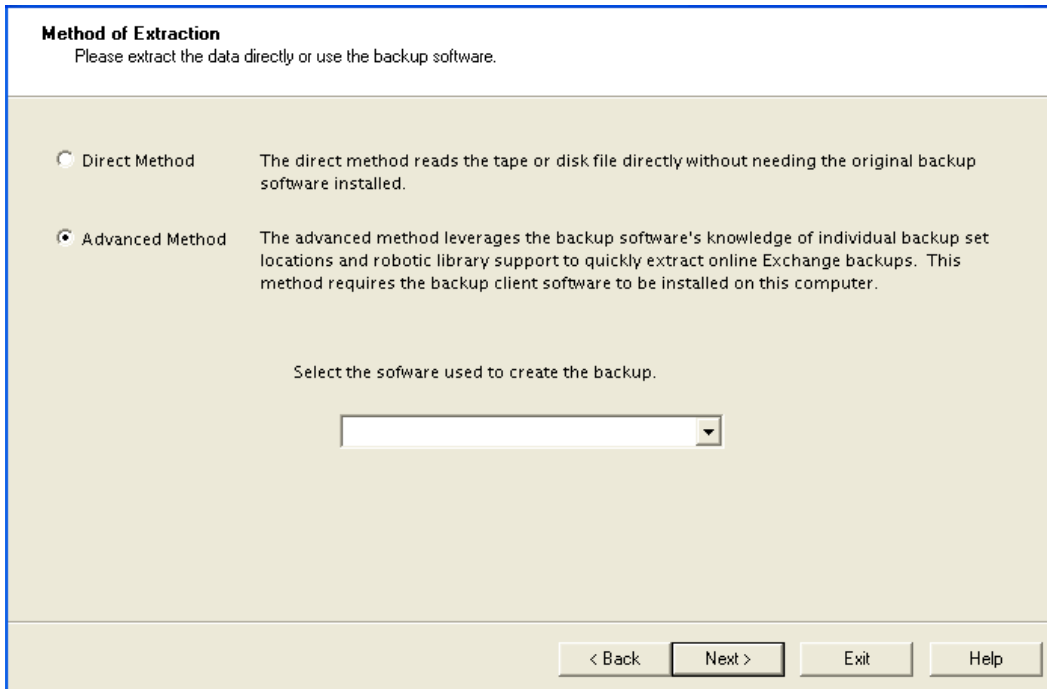 Method of Extraction
Please extract the data directly or use the backup software.
Direct Method
The direct method reads the tape or disk file directly without needing the original backup
software installed.
Advanced Method
The advanced method leverages the backup software's knowledge of individual backup set
locations and robotic library support to quickly extract online Exchange backups.  This
method requires the backup client software to be installed on this computer.
Select the sofware used to create the backup.
< Back
Next >
Exit
Help